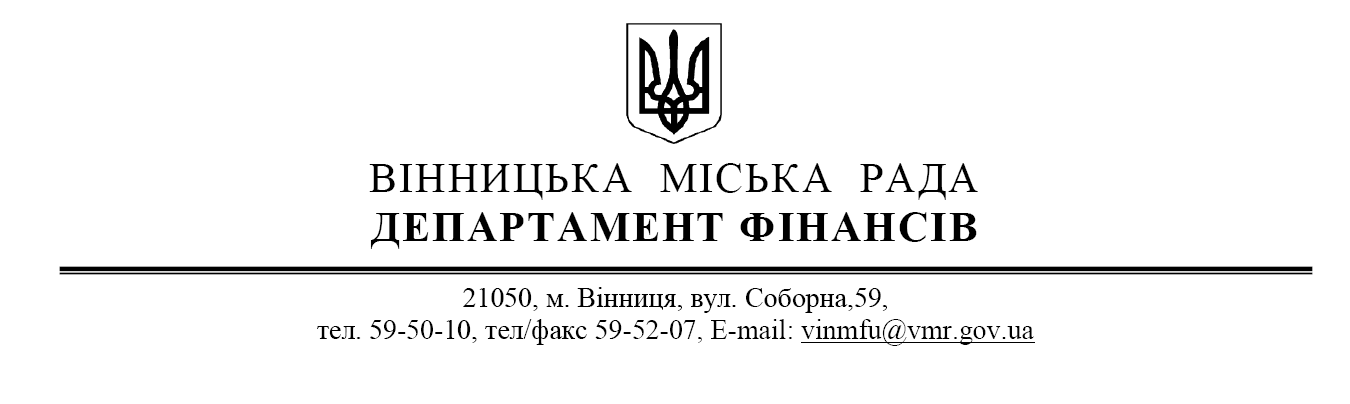 ВІННИЦЬКА МІСЬКА РАДА
ДЕПАРТАМЕНТ ФІНАНСІВ
21050, м. Вінниця, вул. Соборна,59,
тел. 59-50-10, тел/факс 59-52-07, E-mail: vinmfu@vmr.gov.ua